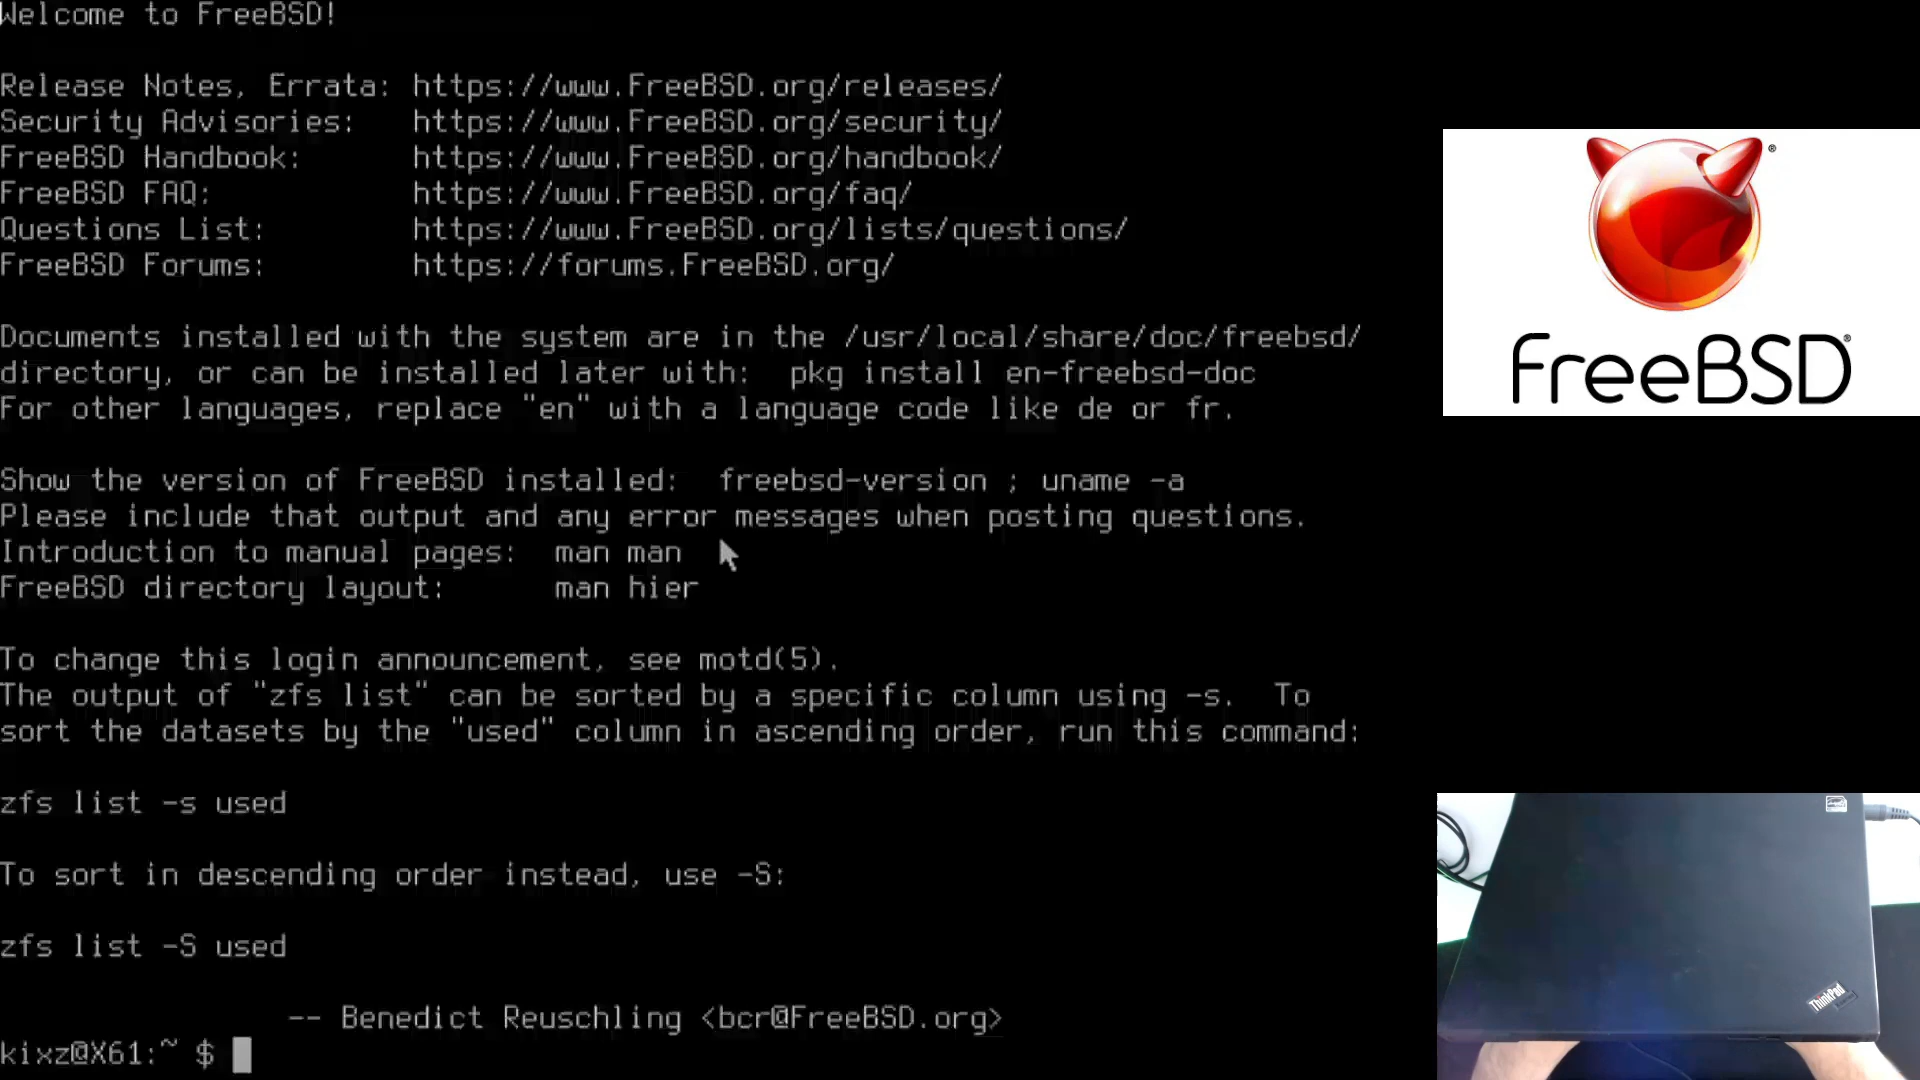 Welcome to FreeBSD!
Release Notes, Errata: https://www.FreeBSD.org/releases/
Security Advisories: https://www.FreeBSD.org/security/
FreeBSD Handbook: https://www.FreeBSD.org/handbook/
FreeBSD FAQ: https://www.FreeBSD.org/faq/
Questions List: https://www.FreeBSD.org/lists/questions/
FreeBSD Forums: https://forums.FreeBSD.org/
Documents installed with the system are in the /usr/local/share/doc/freebsd/
directory, or can be installed later with: pkg install en-freebsd-doc
For other languages, replace "en" with a language code like de or fr.
Show the version of FreeBSD installed: freebsd-version ; uname -a
Please include that output and any error messages when posting questions.
Introduction to manual pages: man man
FreeBSD directory layout: man hier
To change this login announcement, see motd(5).
The output of "zfs list" can be sorted by a specific column using -s. To
sort the datasets by the "used" column in ascending order, run this command:
zfs list -s used
To sort in descending order instead, use -S:
zfs list -S used
-- Benedict Reuschling <bcr@FreeBSD.org>
kixz@X61:~ $
®
FreeBSD®
ThinkPad